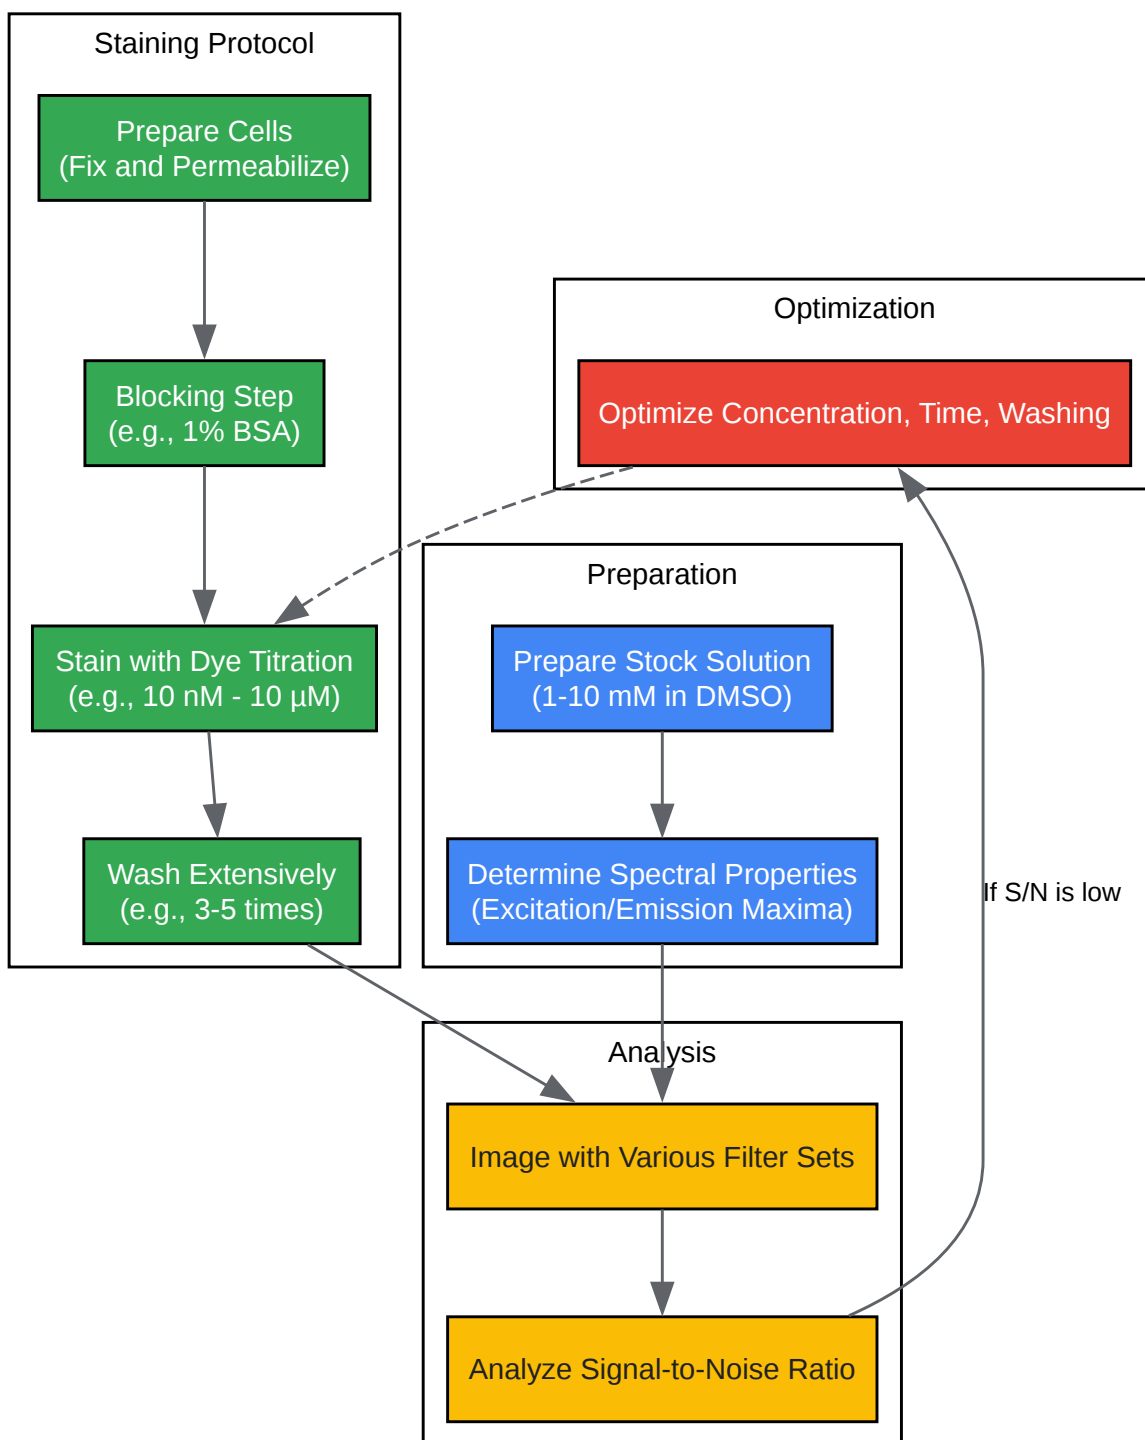 Staining Protocol
Prepare Cells
(Fix and Permeabilize)
Blocking Step
(e.g., 1% BSA)
Stain with Dye Titration
(e.g., 10 nM - 10 µM)
Wash Extensively
(e.g., 3-5 times)
Optimization
Optimize Concentration, Time, Washing
Preparation
Prepare Stock Solution
(1-10 mM in DMSO)
Determine Spectral Properties
(Excitation/Emission Maxima)
If S/N is low
Analysis
Image with Various Filter Sets
Analyze Signal-to-Noise Ratio